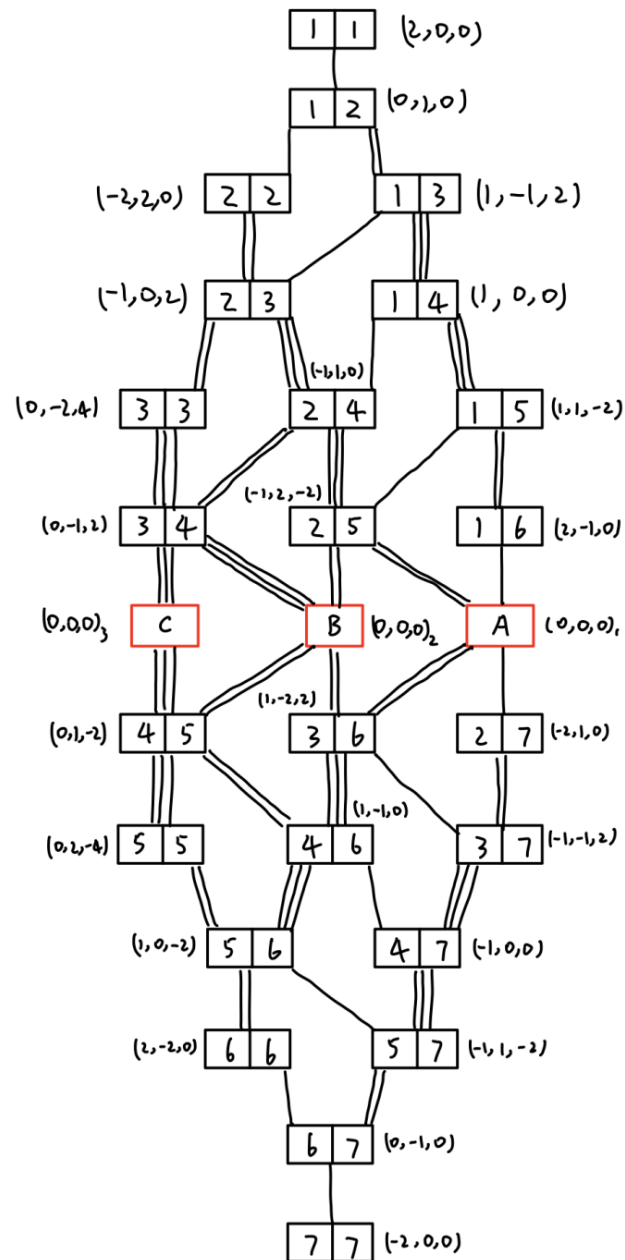 1 1 (2,0,0)
1 2 (0,1,0)
(-2,2,0) 2 2 1 3 (1,-1,2)
(-1,0,2) 2 3 1 4 (1,0,0)
(-1,1,0)
(0,-2,4) 3 3 2 4 1 5 (1,1,-2)
(-1,2,-2)
(0,-1,2) 3 4 2 5 1 6 (2,-1,0)
(0,0,0)₃ C B (0,0,0)₂ A (0,0,0)₁
(1,-2,2)
(0,1,-2) 4 5 3 6 2 7 (-2,1,0)
(1,-1,0)
(0,2,-4) 5 5 4 6 3 7 (-1,-1,2)
(1,0,-2) 5 6 4 7 (-1,0,0)
(2,-2,0) 6 6 5 7 (-1,1,-2)
6 7 (0,-1,0)
7 7 (-2,0,0)